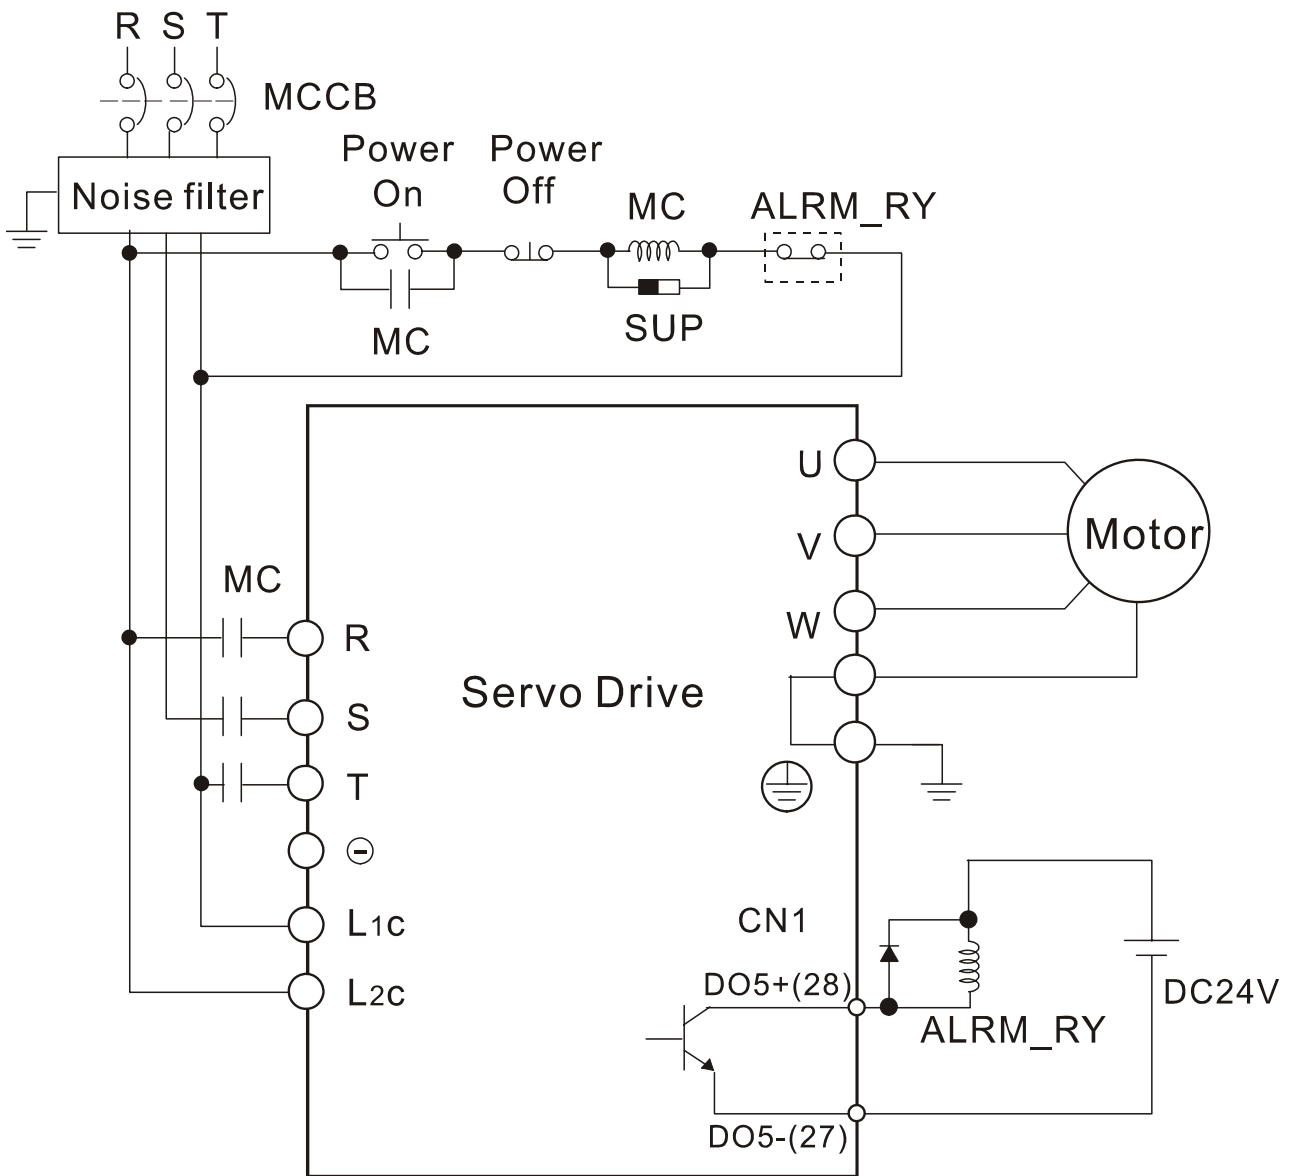 R S T
MCCB
Noise filter
Power
On
Power
Off
MC
ALRM_RY
MC
SUP
U
V
W
Motor
MC
R
S
T
Servo Drive
L1c
L2c
CN1
DO5+(28)
DO5-(27)
ALRM_RY
DC24V